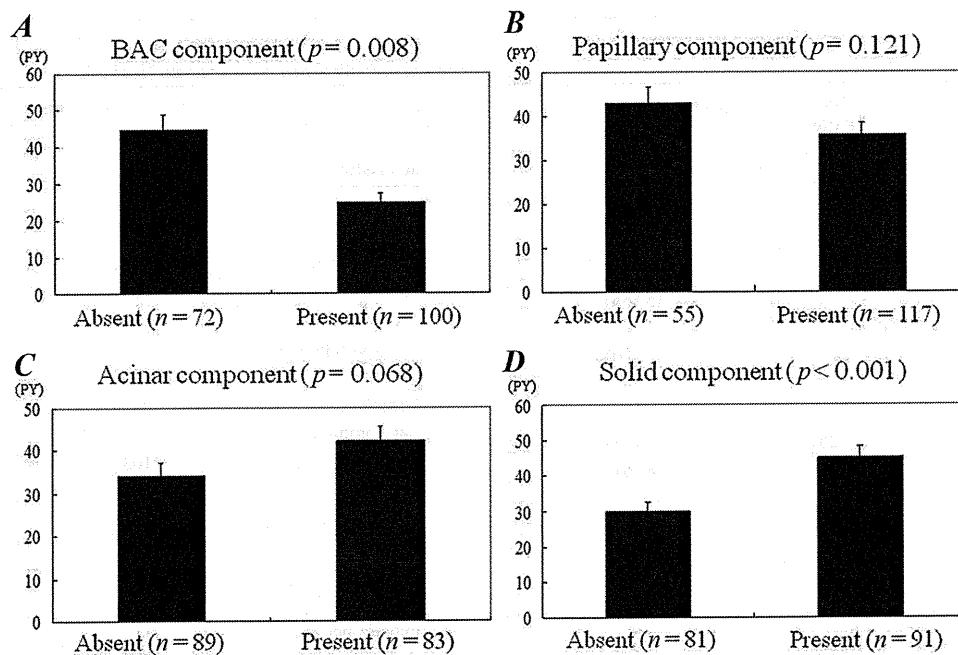 A
(PY)
BAC component (p= 0.008)
60
50
40
30
20
10
0
Absent (n = 72)
Present (n = 100)
B
(PY)
Papillary component (p= 0.121)
50
40
30
20
10
0
Absent (n = 55)
Present (n = 117)
C
(PY)
Acinar component (p= 0.068)
50
40
30
20
10
0
Absent (n = 89)
Present (n = 83)
D
(PY)
Solid component (p< 0.001)
60
50
40
30
20
10
0
Absent (n = 81)
Present (n = 91)